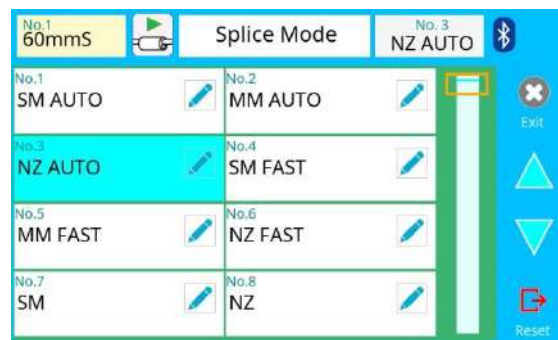 No.1
60mmS
Splice Mode
No. 3
NZ AUTO
No.1
SM AUTO
No.2
MM AUTO
No.3
NZ AUTO
No.4
SM FAST
No.5
MM FAST
No.6
NZ FAST
No.7
SM
No.8
NZ
Exit
Reset